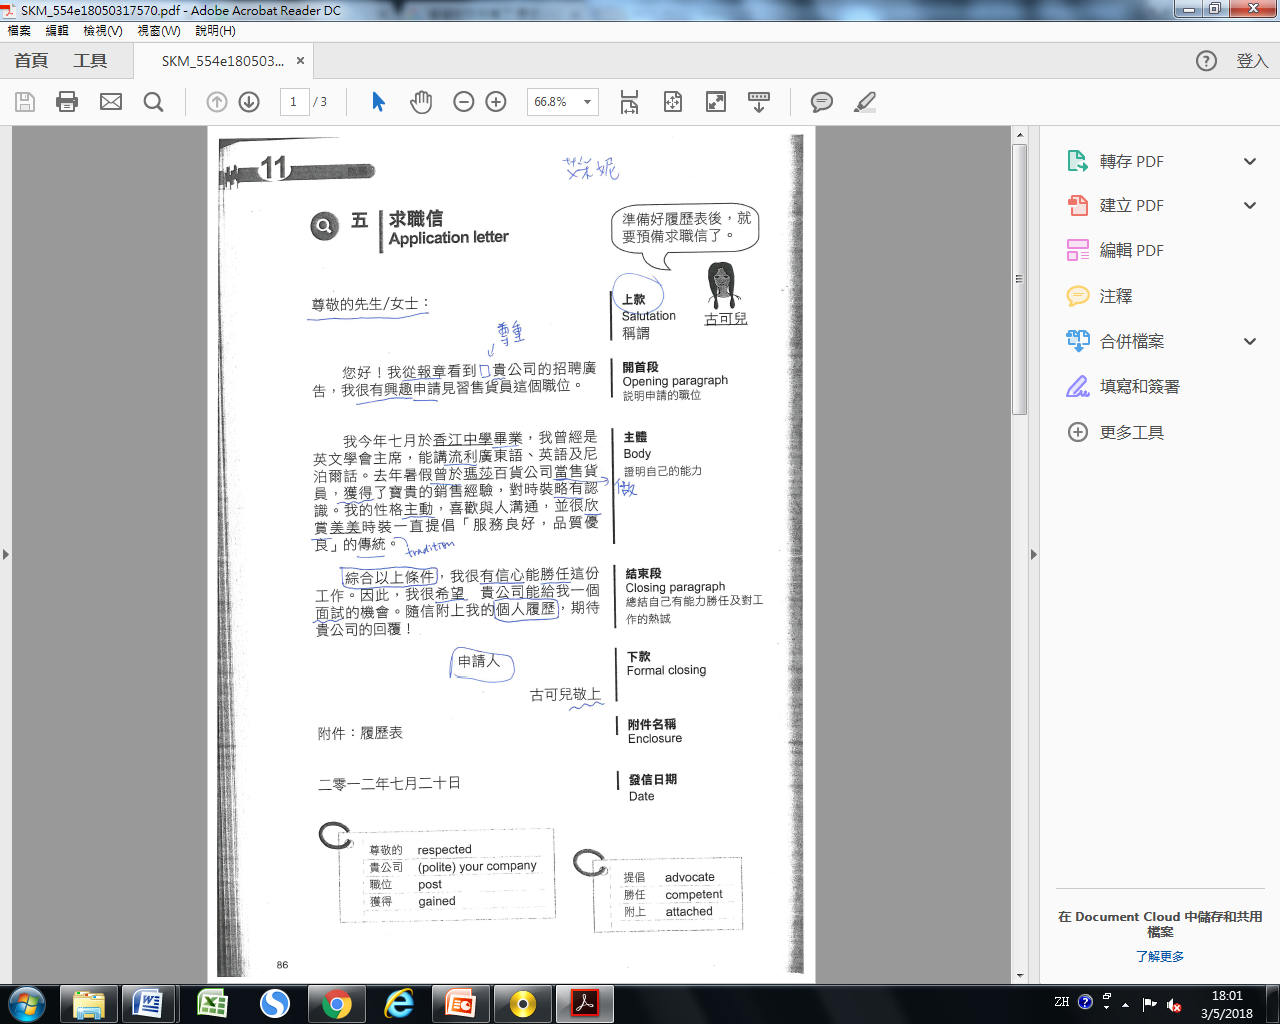 SKM_554e18050317570.pdf - Adobe Acrobat Reader DC
檔案 編輯 檢視(V) 視窗(W) 說明(H)
首頁 工具 SKM_554e180503... × 登入
1 / 3 66.8%
11
五 求職信
Application letter
準備好履歷表後，就
要預備求職信了。
古可兒
尊敬的先生/女士：
上款
Salutation
稱謂
尊重
您好！我從報章看到 貴公司的招聘廣
告，我很有興趣申請見習售貨員這個職位。
開首段
Opening paragraph
說明申請的職位
我今年七月於香江中學畢業，我曾經是
英文學會主席，能講流利廣東語、英語及尼
泊爾話。去年暑假曾於瑪莎百貨公司當售貨
員，獲得了寶貴的銷售經驗，對時裝略有認
識。我的性格主動，喜歡與人溝通，並很欣
賞美美時裝一直提倡「服務良好，品質優
良」的傳統。
做
tradition
主體
Body
證明自己的能力
綜合以上條件，我很有信心能勝任這份
工作。因此，我很希望 貴公司能給我一個
面試的機會。隨信附上我的個人履歷，期待
貴公司的回覆！
結束段
Closing paragraph
總結自己有能力勝任及對工
作的熱誠
申請人
古可兒敬上
下款
Formal closing
附件：履歷表
附件名稱
Enclosure
二零一二年七月二十日
發信日期
Date
尊敬的 respected
貴公司 (polite) your company
職位 post
獲得 gained
提倡 advocate
勝任 competent
附上 attached
86
轉存 PDF
建立 PDF
編輯 PDF
注釋
合併檔案
填寫和簽署
更多工具
在 Document Cloud 中儲存和共用
檔案
了解更多
ZH
18:01
3/5/2018